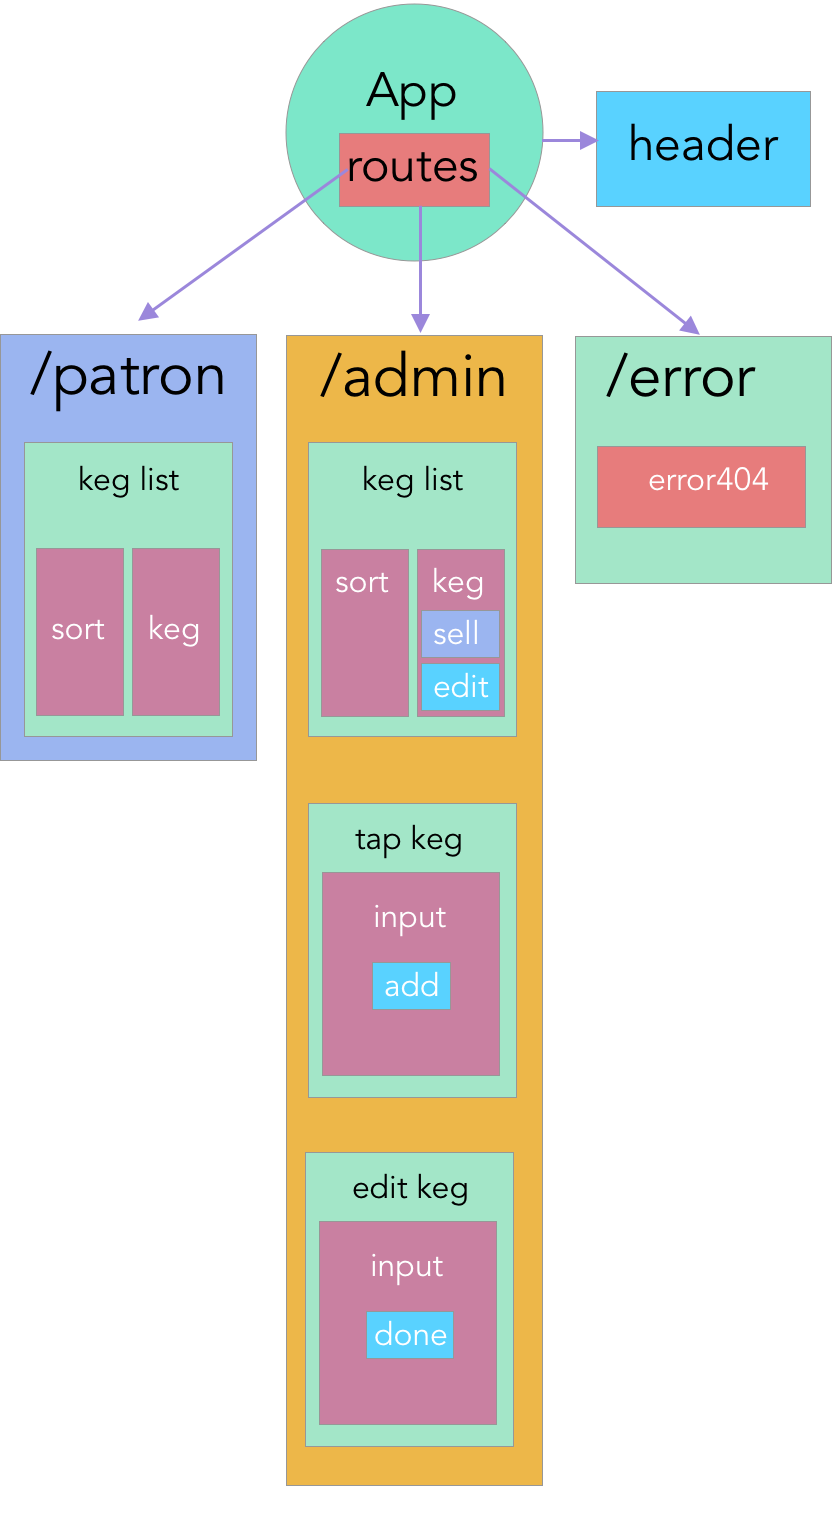 App
routes
header
/patron
keg list
sort
keg
/admin
keg list
sort
keg
sell
edit
tap keg
input
add
edit keg
input
done
/error
error404